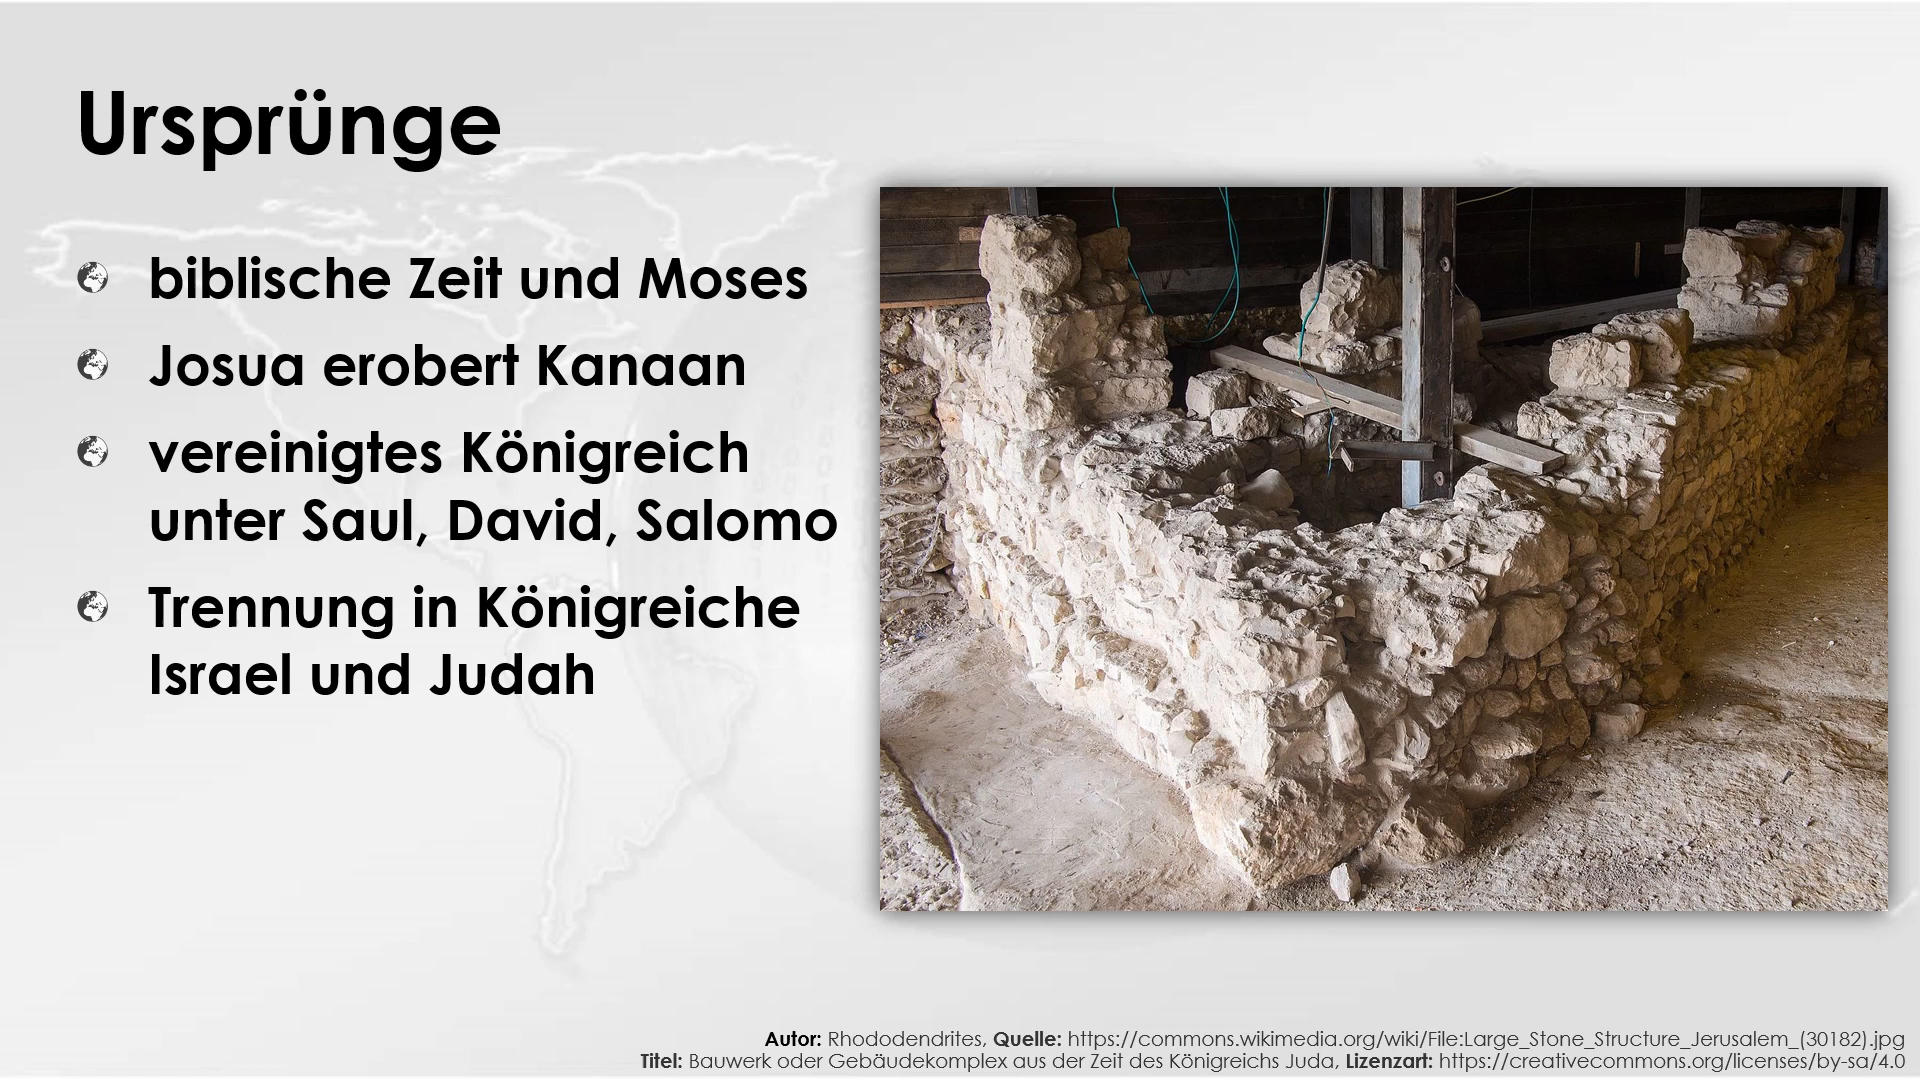 Ursprünge
biblische Zeit und Moses
Josua erobert Kanaan
vereinigtes Königreich
unter Saul, David, Salomo
Trennung in Königreiche
Israel und Judah
Autor: Rhododendrites, Quelle: https://commons.wikimedia.org/wiki/File:Large_Stone_Structure_Jerusalem_(30182).jpg
Titel: Bauwerk oder Gebäudekomplex aus der Zeit des Königreichs Juda, Lizenzart: https://creativecommons.org/licenses/by-sa/4.0